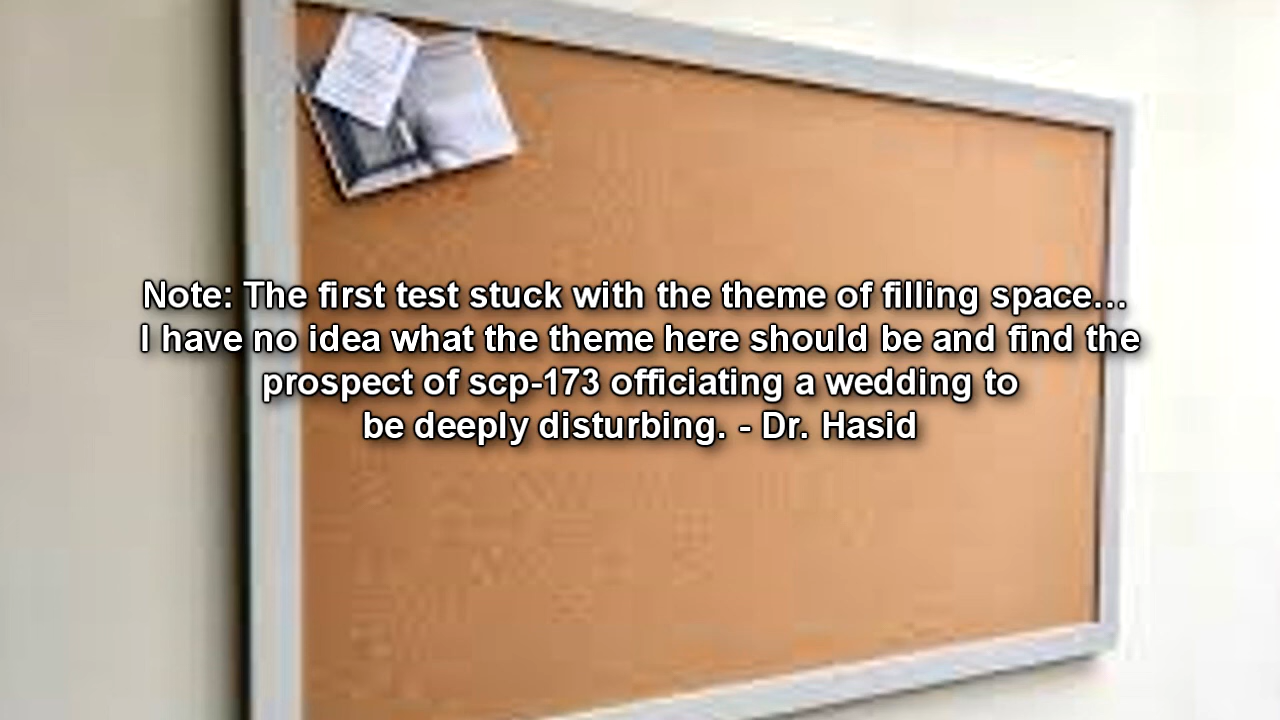 Note: The first test stuck with the theme of filling space…
I have no idea what the theme here should be and find the
prospect of scp-173 officiating a wedding to
be deeply disturbing. - Dr. Hasid